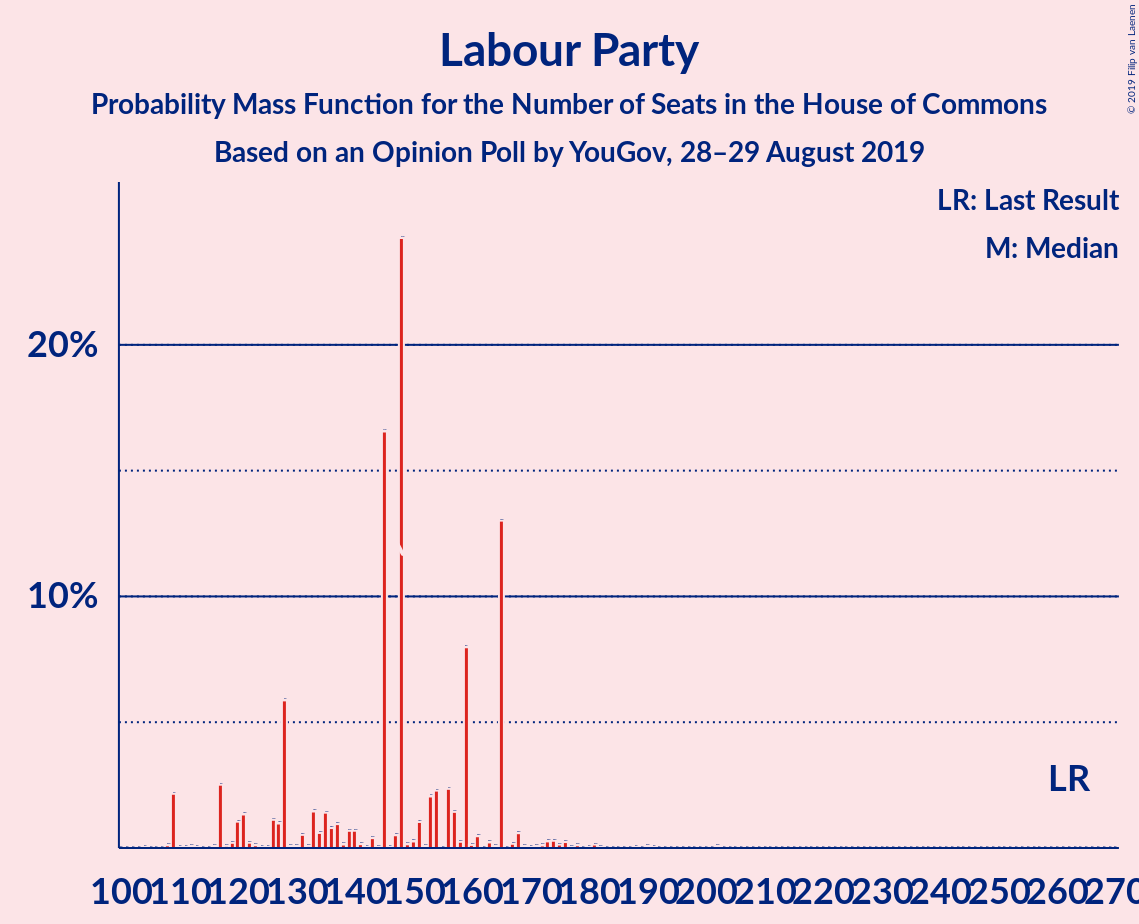 Labour Party
Probability Mass Function for the Number of Seats in the House of Commons
Based on an Opinion Poll by YouGov, 28–29 August 2019
© 2019 Filip van Laenen
LR: Last Result
M: Median
20%
10%
LR
100 110 120 130 140 150 160 170 180 190 200 210 220 230 240 250 260 270